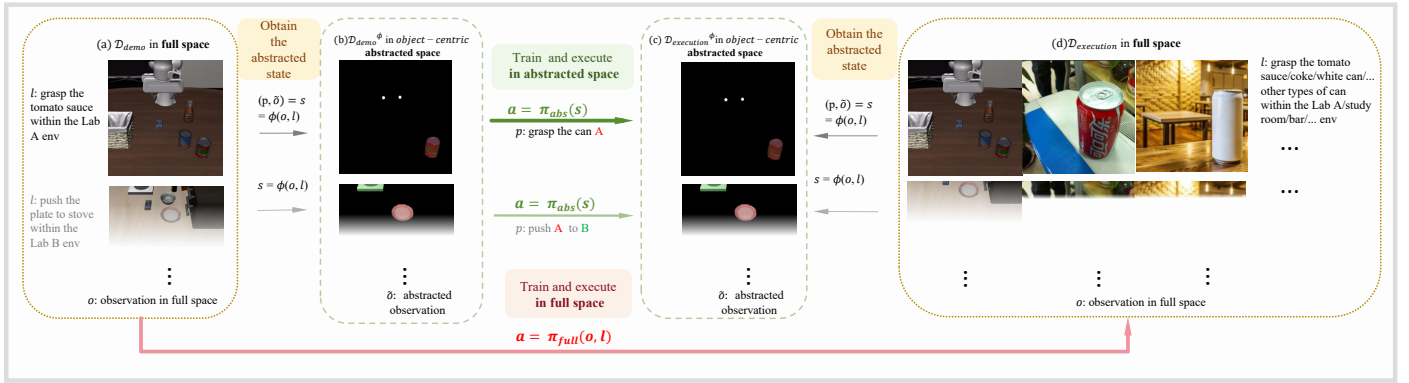 (a) 𝒟demo in full space
l: grasp the
tomato sauce
within the Lab
A env
l: push the
plate to stove
within the
Lab B env
⋮
o: observation in full space
Obtain
the
abstracted
state
(p, õ) = s
= ϕ(o, l)
s = ϕ(o, l)
(b)𝒟demo^ϕ in object−centric
abstracted space
⋮
õ: abstracted
observation
Train and execute
in abstracted space
a = π_abs(s)
p: grasp the can A
a = π_abs(s)
p: push A to B
Train and execute
in full space
a = π_full(o, l)
(c) 𝒟execution^ϕ in object−centric
abstracted space
⋮
õ: abstracted
observation
Obtain the
abstracted
state
(p, õ) = s
= ϕ(o, l)
s = ϕ(o, l)
(d)𝒟execution in full space
l: grasp the tomato
sauce/coke/white can/...
other types of can
within the Lab A/study
room/bar/... env
...
...
⋮ ⋮ ⋮
o: observation in full space